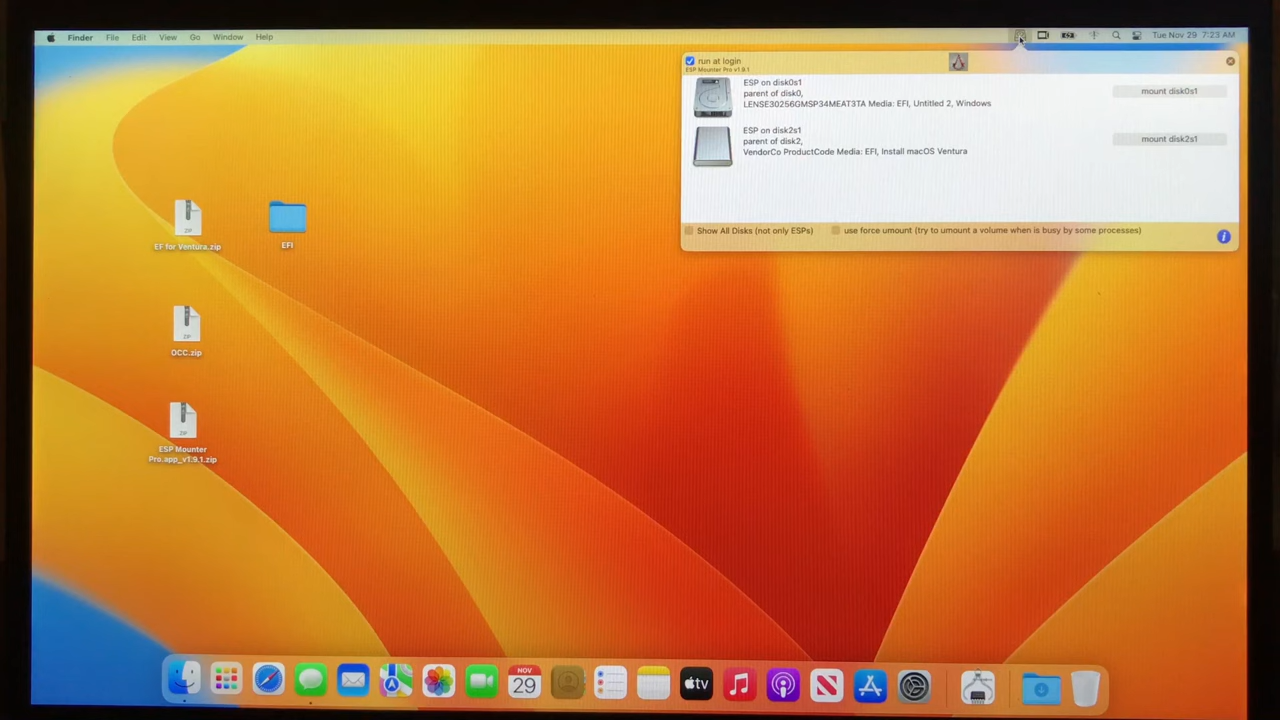 Finder File Edit View Go Window Help
Tue Nov 29 7:23 AM
run at login
ESP Mounter Pro v1.9.1
ESP on disk0s1
parent of disk0,
LENSE30256GMSP34MEAT3TA Media: EFI, Untitled 2, Windows
mount disk0s1
ESP on disk2s1
parent of disk2,
VendorCo ProductCode Media: EFI, Install macOS Ventura
mount disk2s1
Show All Disks (not only ESPs)
use force umount (try to umount a volume when is busy by some processes)
ZIP
EF for Ventura.zip
EFI
ZIP
OCC.zip
ZIP
ESP Mounter
Pro.app_v1.9.1.zip
NOV
29
tv